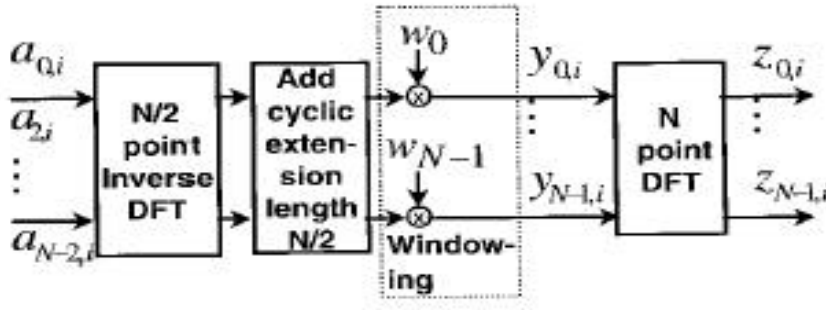 a0,i
a2,i
⋮
aN−2,i
N/2
point
Inverse
DFT
Add
cyclic
exten-
sion
length
N/2
w0
x
wN−1
x
Window-
ing
y0,i
⋮
yN−1,i
N
point
DFT
z0,i
⋮
zN−1,i